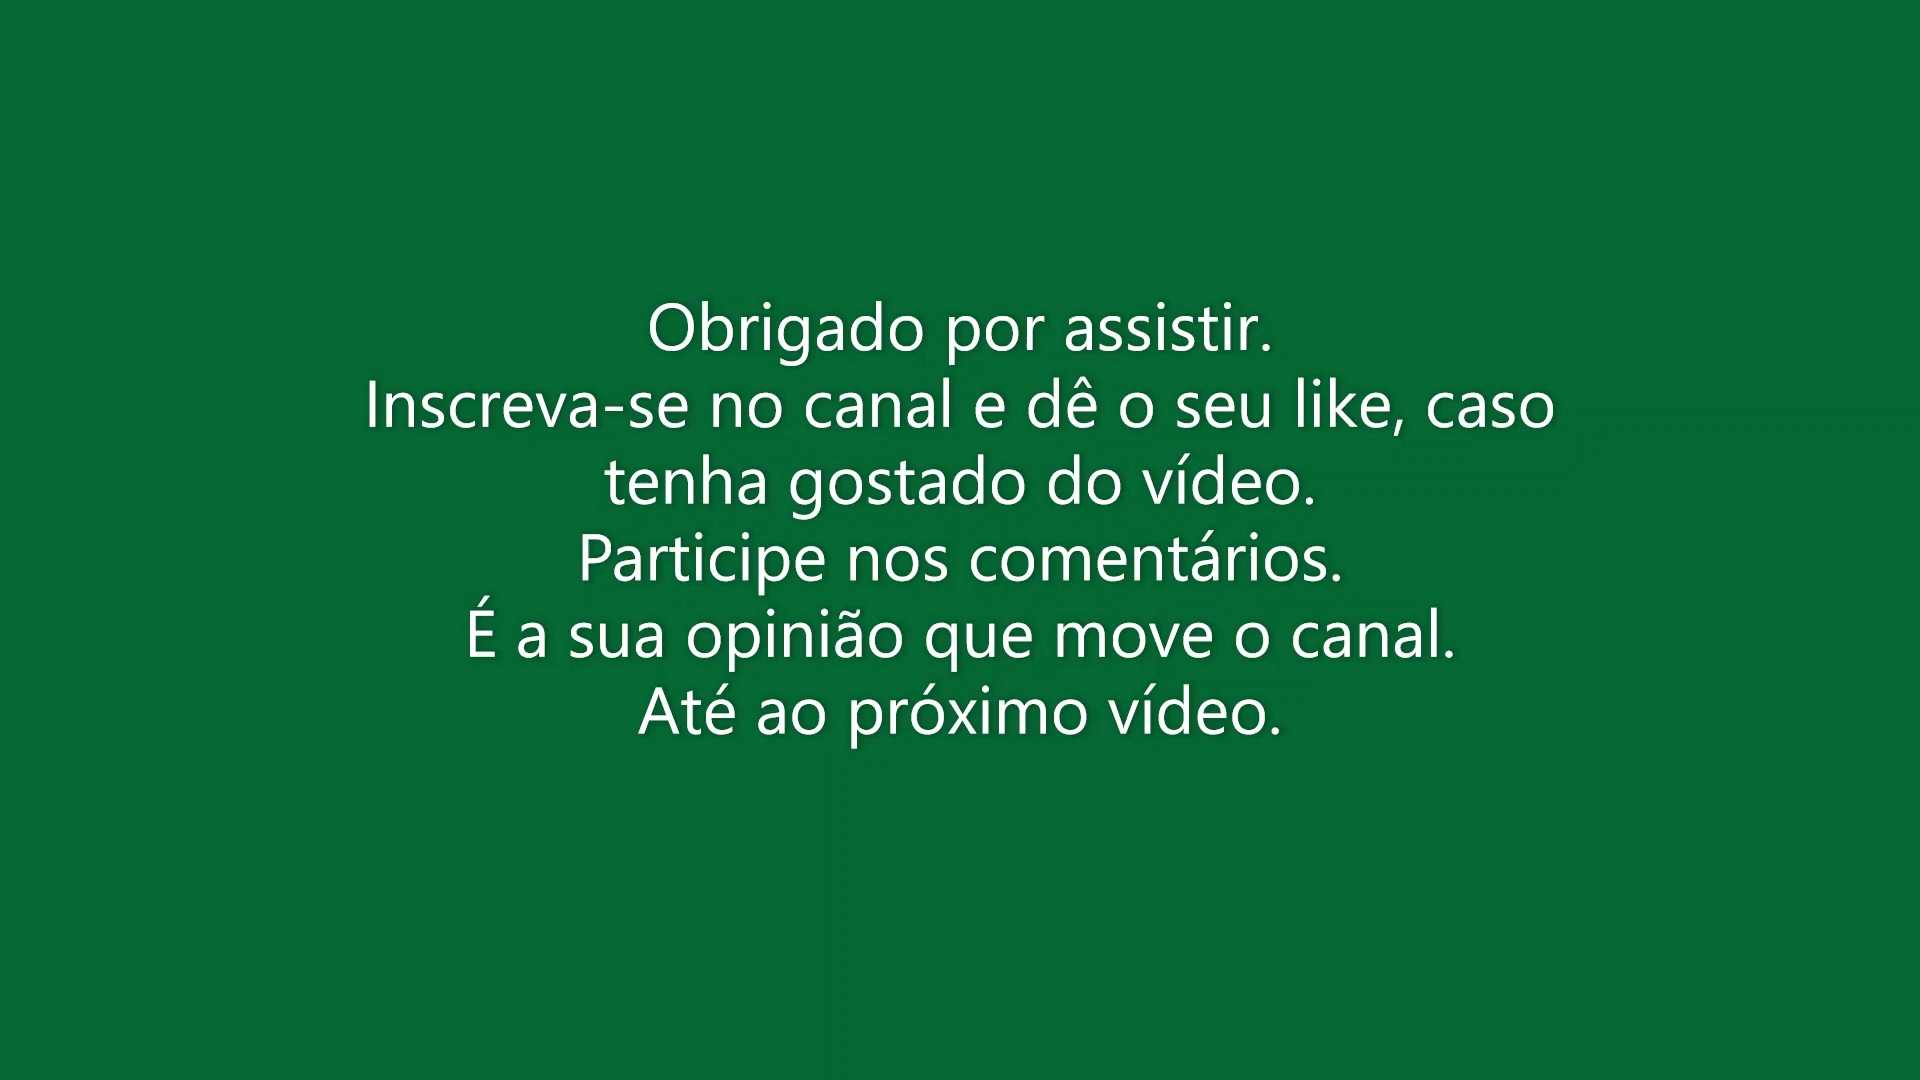 Obrigado por assistir.
Inscreva-se no canal e dê o seu like, caso
tenha gostado do vídeo.
Participe nos comentários.
É a sua opinião que move o canal.
Até ao próximo vídeo.